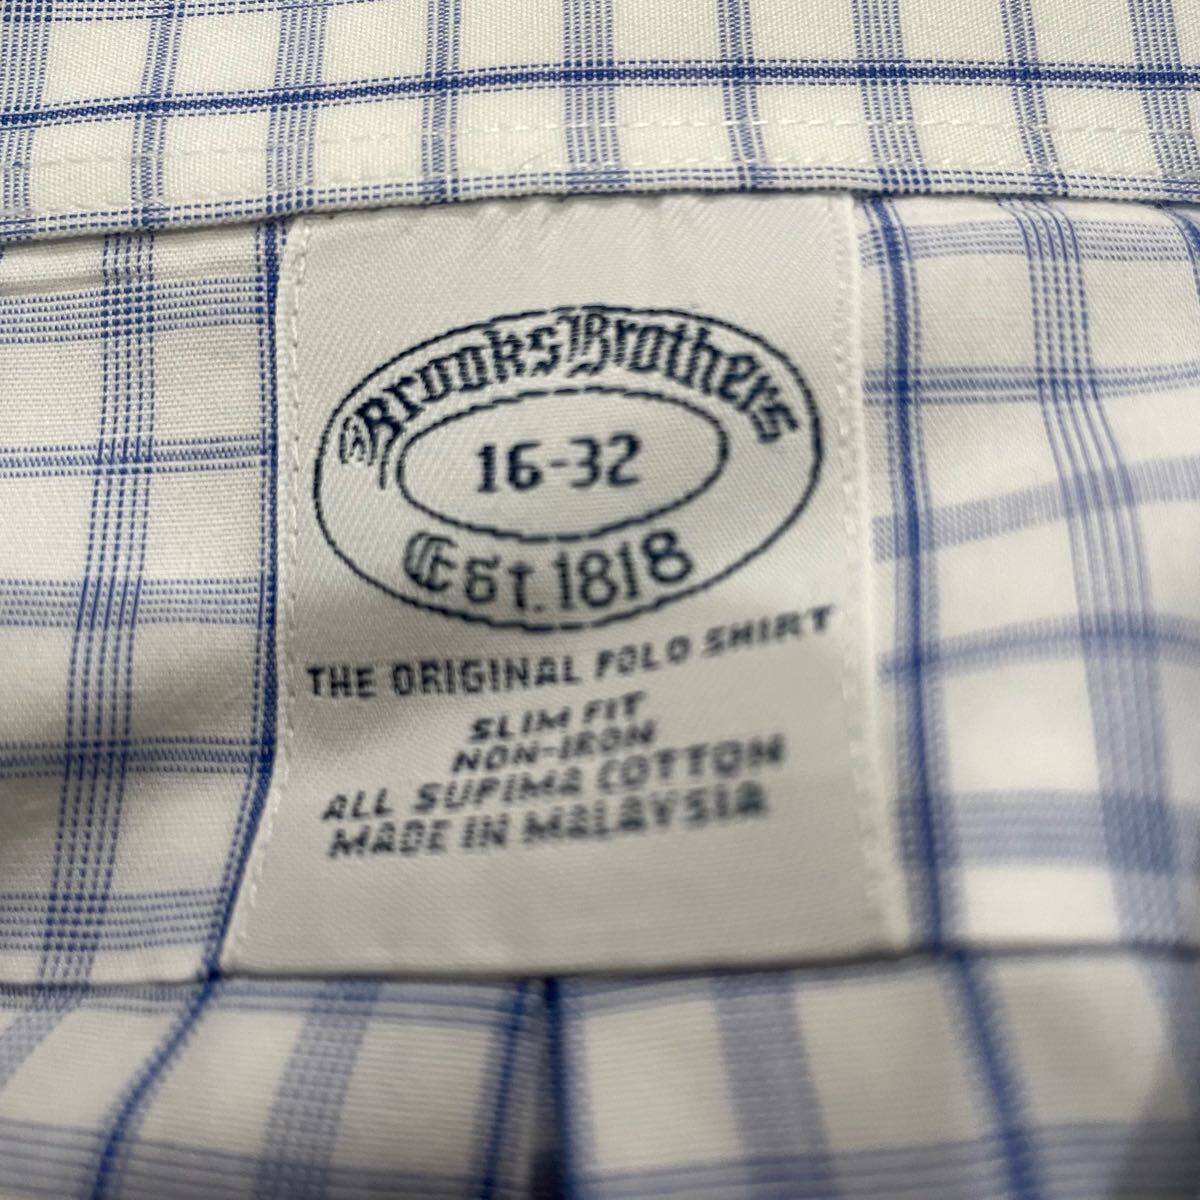 Brooks Brothers
16-32
Est. 1818
THE ORIGINAL POLO SHIRT
SLIM FIT
NON-IRON
ALL SUPIMA COTTON
MADE IN MALAYSIA